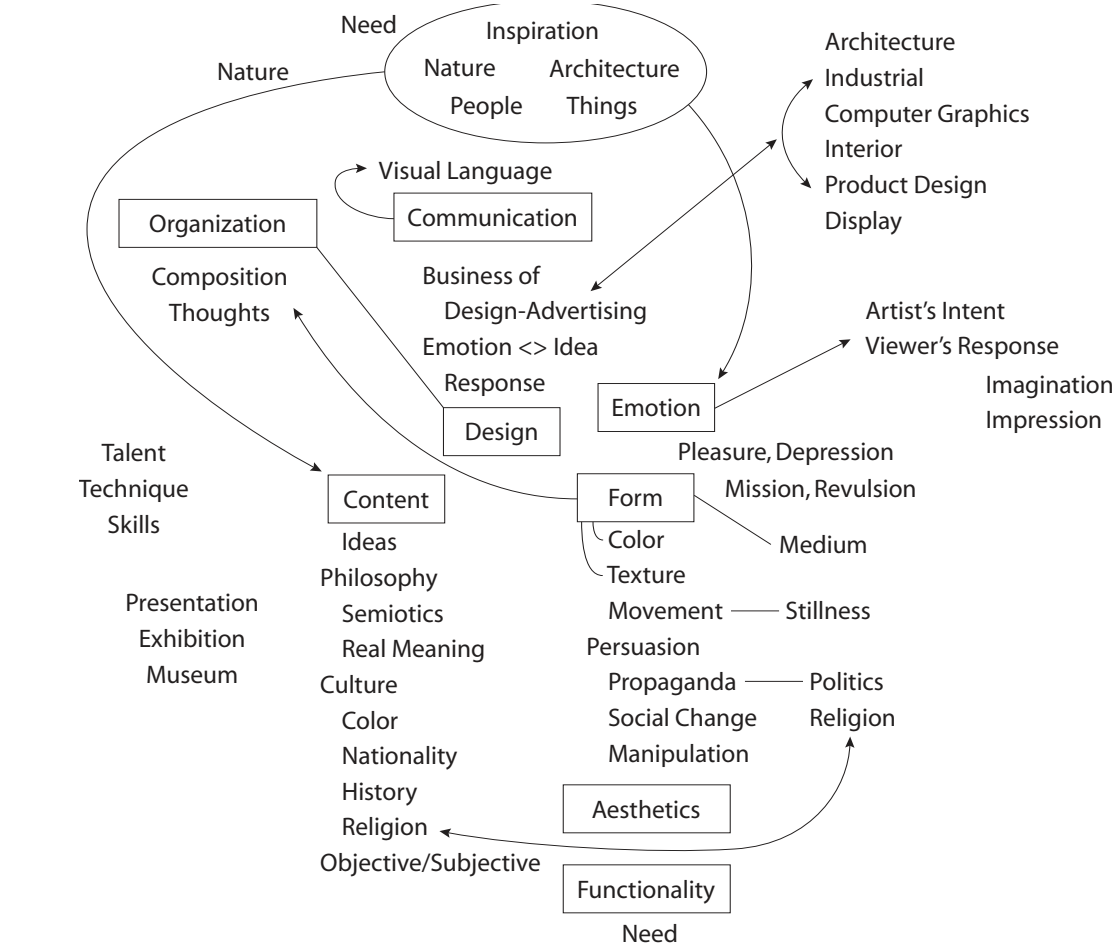 Need
Inspiration
Nature
Nature Architecture
People Things
Architecture
Industrial
Computer Graphics
Interior
Product Design
Display
Visual Language
Communication
Organization
Composition
Thoughts
Business of
Design-Advertising
Emotion <> Idea
Response
Design
Artist’s Intent
Viewer’s Response
Imagination
Impression
Emotion
Pleasure, Depression
Mission, Revulsion
Talent
Technique
Skills
Presentation
Exhibition
Museum
Content
Ideas
Philosophy
Semiotics
Real Meaning
Culture
Color
Nationality
History
Religion
Objective/Subjective
Form
Color
Texture
Medium
Movement Stillness
Persuasion
Propaganda Politics
Social Change Religion
Manipulation
Aesthetics
Functionality
Need